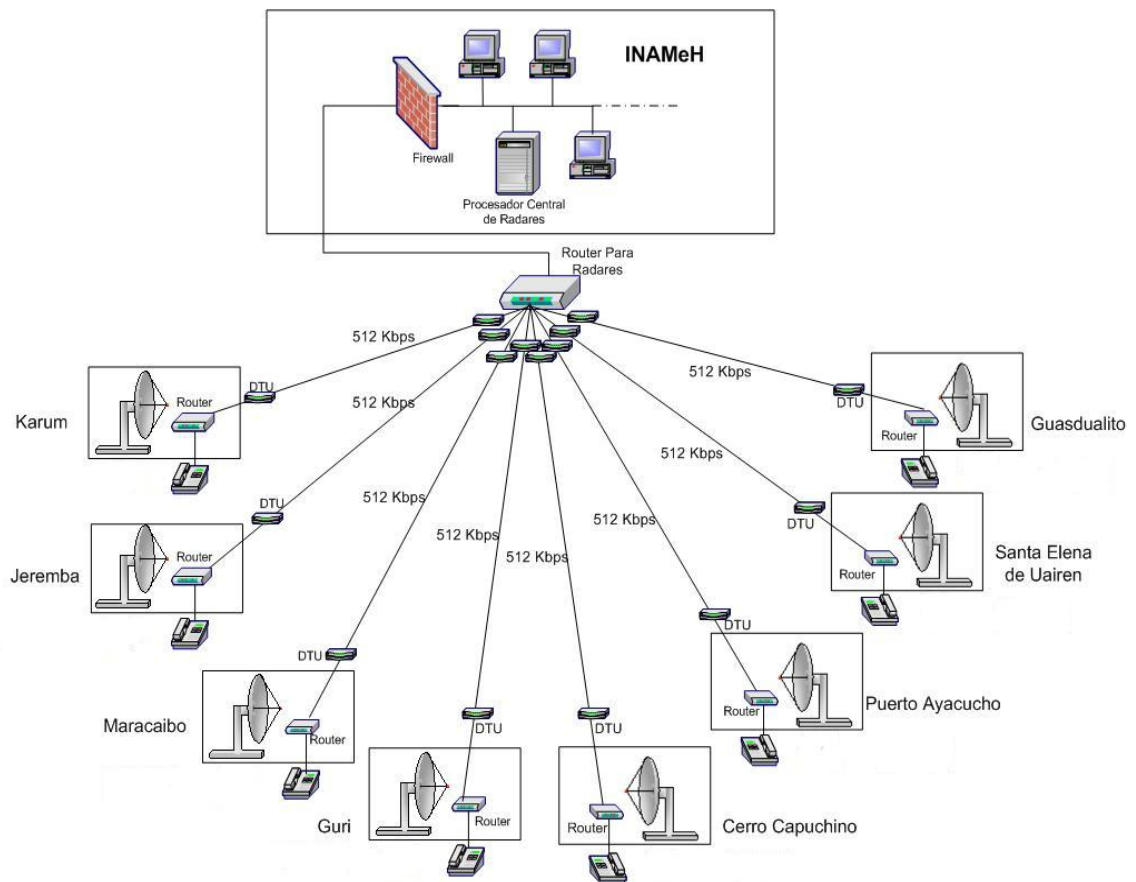 INAMeH
Firewall
Procesador Central
de Radares
Router Para
Radares
512 Kbps
512 Kbps
512 Kbps
512 Kbps
512 Kbps
512 Kbps
512 Kbps
512 Kbps
Karum
Router
DTU
Jeremba
Router
DTU
Maracaibo
Router
DTU
Guri
Router
DTU
Cerro Capuchino
Router
DTU
Puerto Ayacucho
Router
DTU
Santa Elena
de Uairen
Router
DTU
Guasdualito
Router
DTU